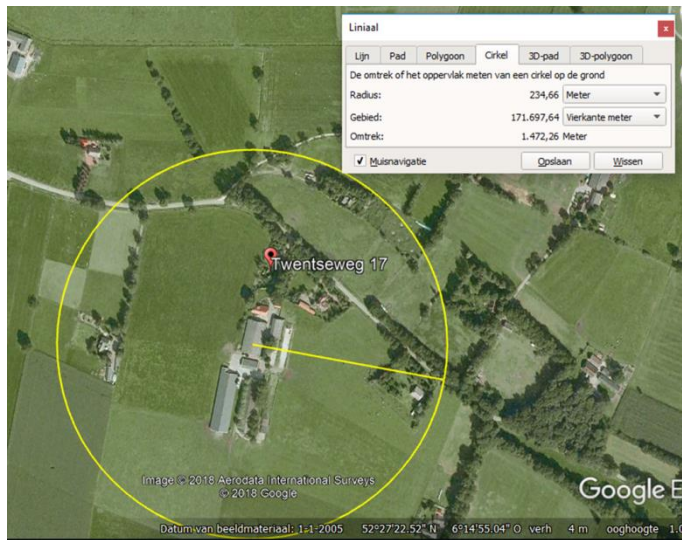 Liniaal
x
Lijn Pad Polygoon Cirkel 3D-pad 3D-polygoon
De omtrek of het oppervlak meten van een cirkel op de grond
Radius: 234,66 Meter
Gebied: 171.697,64 Vierkante meter
Omtrek: 1.472,26 Meter
Muisnavigatie Opslaan Wissen
Twentseweg 17
Image © 2018 Aerodata International Surveys
© 2018 Google
Google E
Datum van beeldmateriaal: 1-1-2005 52°27'22.52" N 6°14'55.04" O verh 4 m ooghoogte 1.0